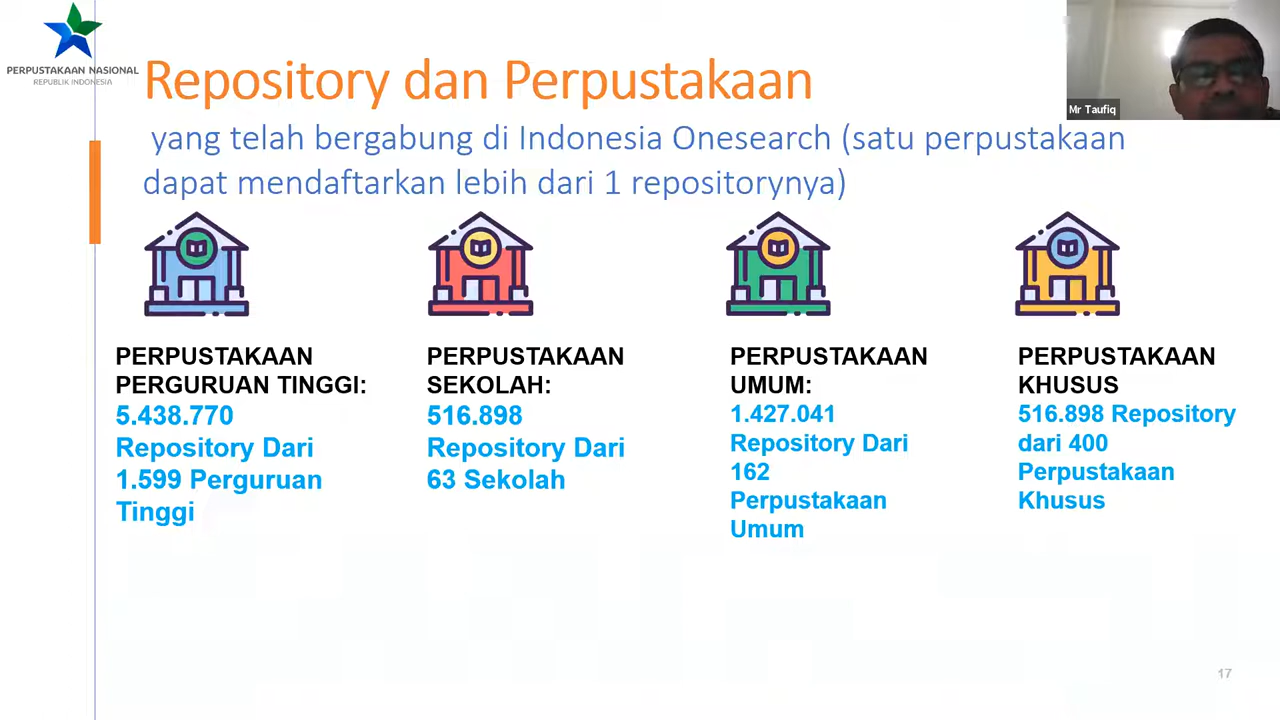 PERPUSTAKAAN NASIONAL
REPUBLIK INDONESIA
Repository dan Perpustakaan
yang telah bergabung di Indonesia Onesearch (satu perpustakaan
dapat mendaftarkan lebih dari 1 repositorynya)
Mr Taufiq
PERPUSTAKAAN
PERGURUAN TINGGI:
5.438.770
Repository Dari
1.599 Perguruan
Tinggi
PERPUSTAKAAN
SEKOLAH:
516.898
Repository Dari
63 Sekolah
PERPUSTAKAAN
UMUM:
1.427.041
Repository Dari
162
Perpustakaan
Umum
PERPUSTAKAAN
KHUSUS
516.898 Repository
dari 400
Perpustakaan
Khusus
17